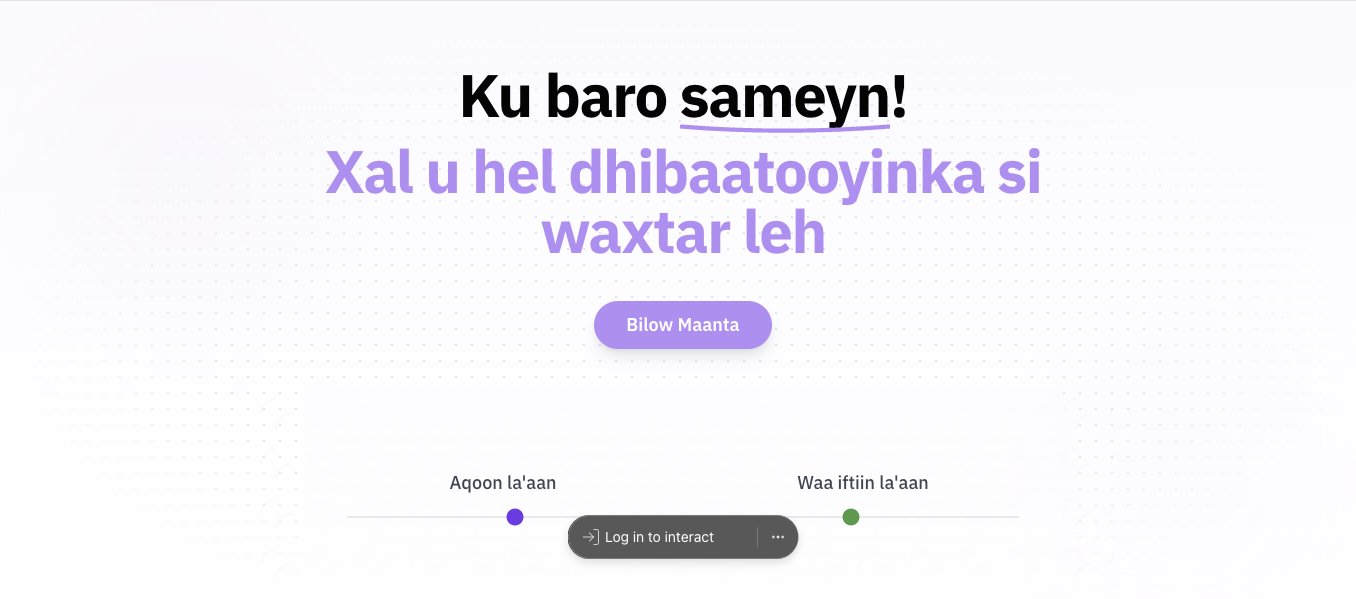 Ku baro sameyn!
Xal u hel dhibaatooyinka si
waxtar leh
Bilow Maanta
Aqoon la'aan
Waa iftiin la'aan
Log in to interact